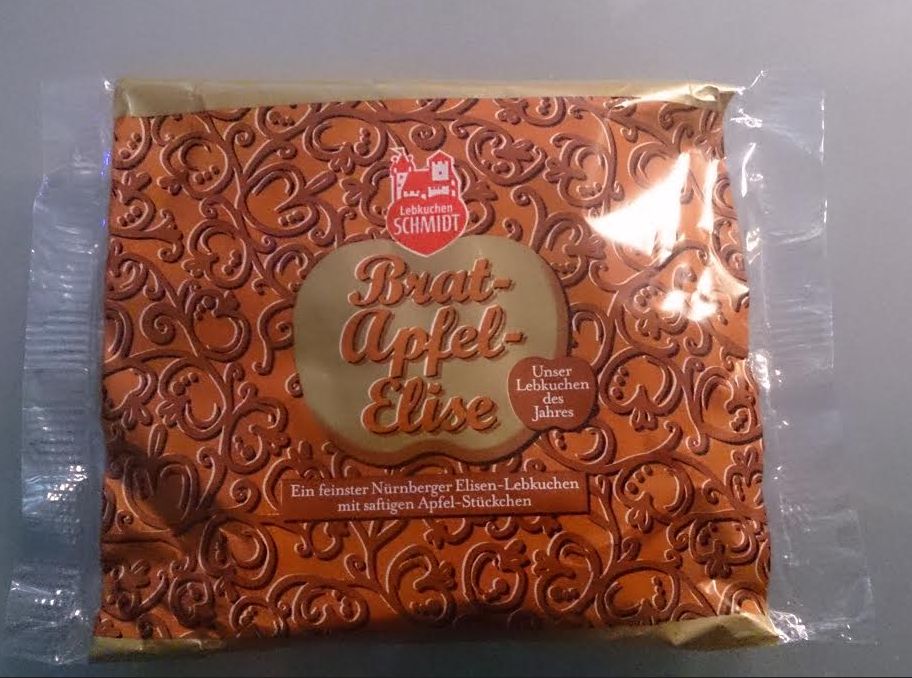 Lebkuchen
SCHMIDT
Brat-
Apfel-
Elise
Unser
Lebkuchen
des
Jahres
Ein feinster Nürnberger Elisen-Lebkuchen
mit saftigen Apfel-Stückchen